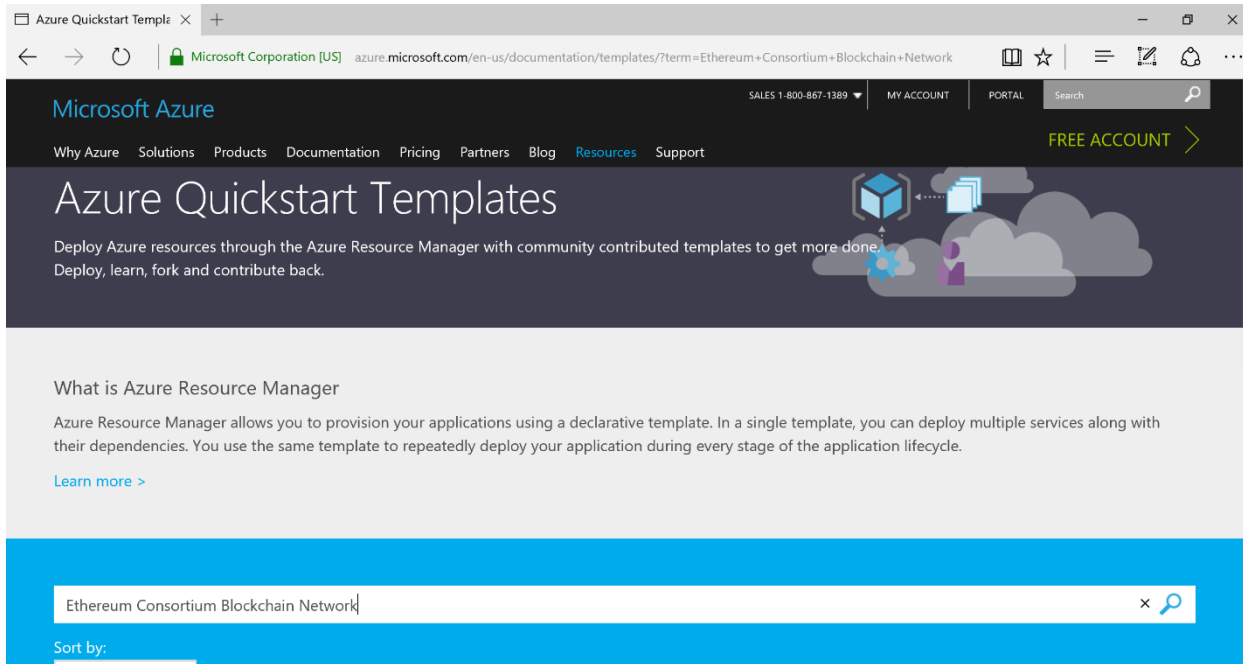 Azure Quickstart Templa
Microsoft Corporation [US] azure.microsoft.com/en-us/documentation/templates/?term=Ethereum+Consortium+Blockchain+Network
SALES 1-800-867-1389 MY ACCOUNT PORTAL Search
Microsoft Azure
FREE ACCOUNT
Why Azure Solutions Products Documentation Pricing Partners Blog Resources Support
Azure Quickstart Templates
Deploy Azure resources through the Azure Resource Manager with community contributed templates to get more done.
Deploy, learn, fork and contribute back.
What is Azure Resource Manager
Azure Resource Manager allows you to provision your applications using a declarative template. In a single template, you can deploy multiple services along with
their dependencies. You use the same template to repeatedly deploy your application during every stage of the application lifecycle.
Learn more >
Ethereum Consortium Blockchain Network
Sort by: